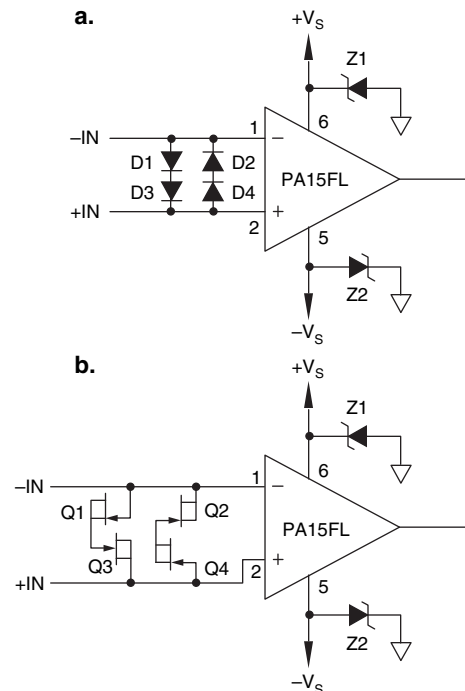 a.
+VS
Z1
–IN
1
6
D1
D2
PA15FL
D3
D4
+IN
2
5
Z2
–VS
b.
+VS
Z1
–IN
1
6
Q1
Q2
PA15FL
Q3
Q4
+IN
2
5
Z2
–VS